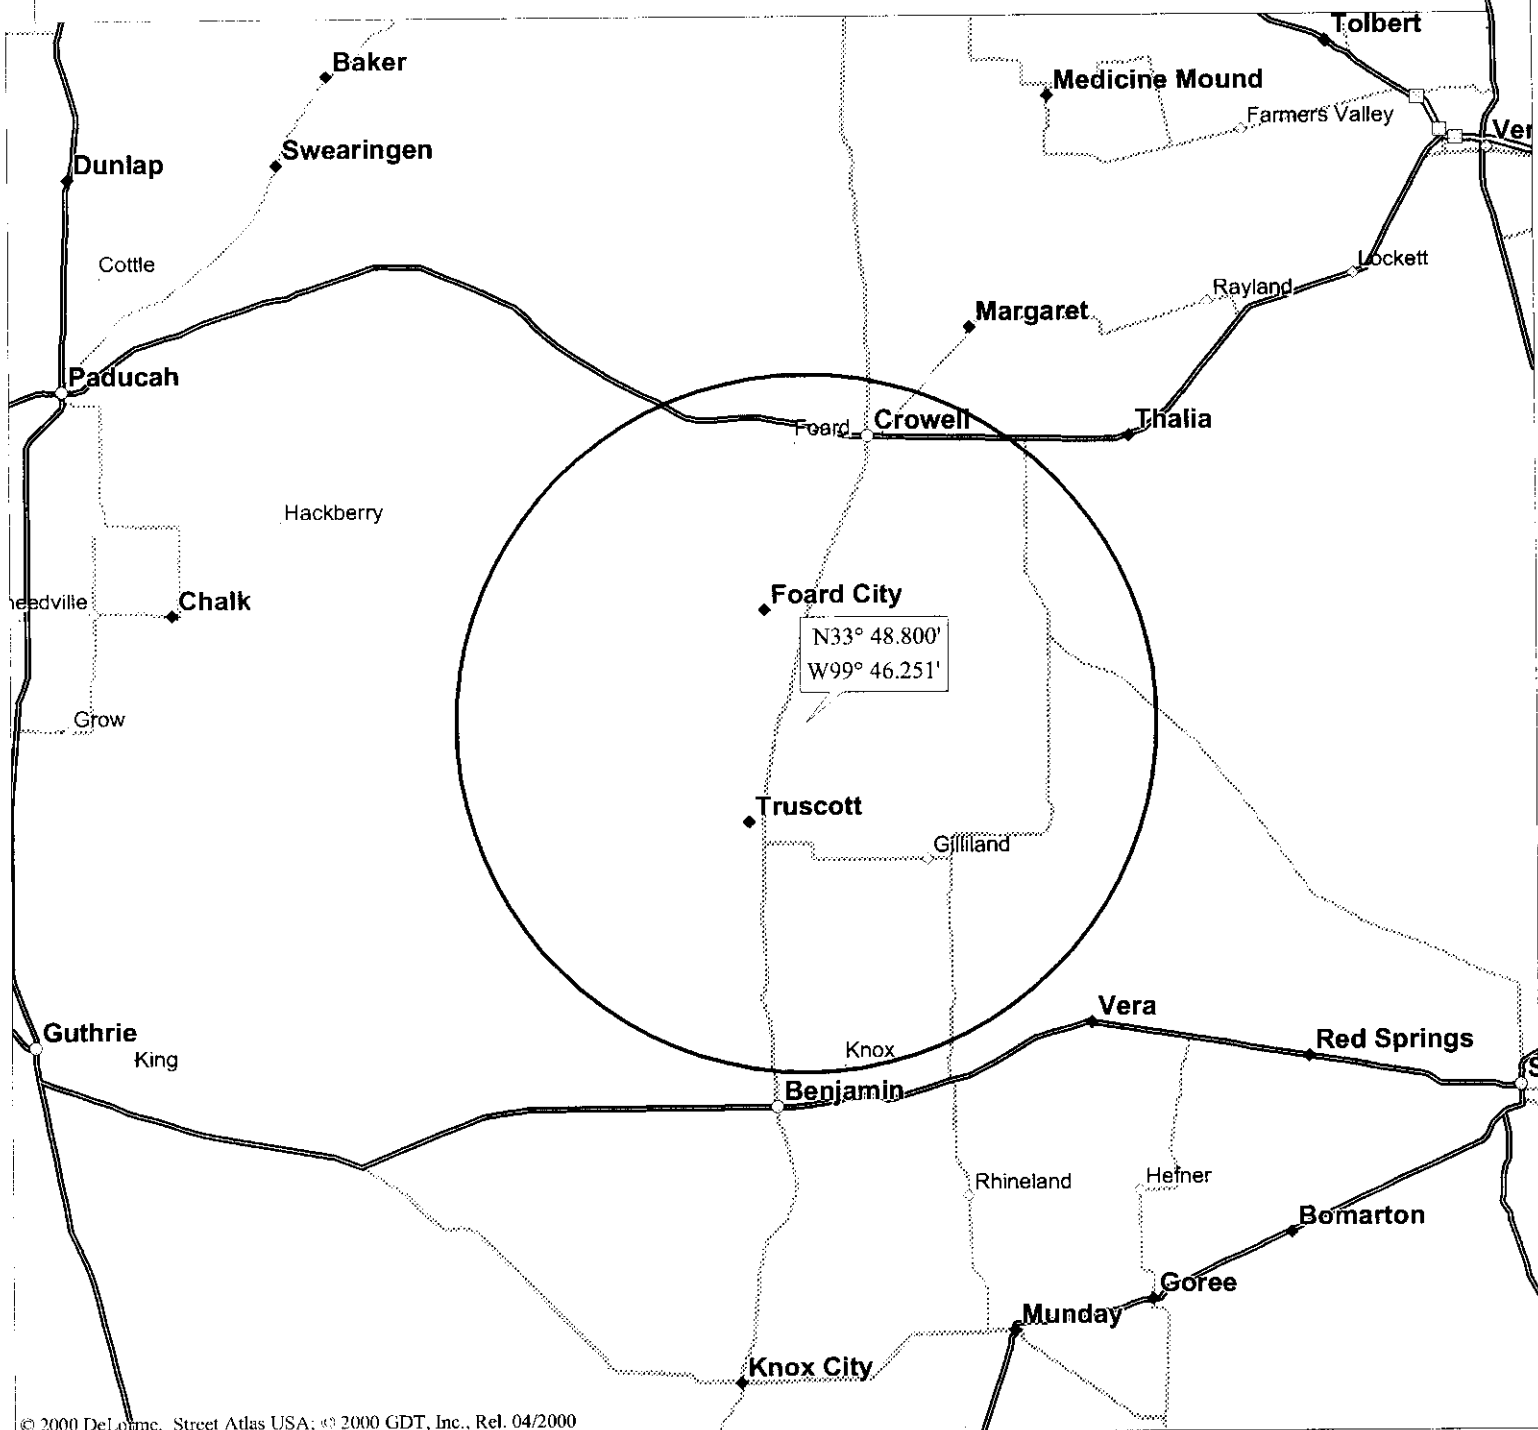 Tolbert
Baker
Medicine Mound
Farmers Valley
Ver
Swearingen
Dunlap
Cottle
Lockett
Rayland
Margaret
Paducah
Foard
Crowell
Thalia
Hackberry
Foard City
Chalk
needville
N33° 48.800'
W99° 46.251'
Grow
Truscott
Gilliland
Vera
Guthrie
King
Knox
Red Springs
S
Benjamin
Rhineland
Hefner
Bomarton
Goree
Munday
Knox City
© 2000 DeLorme. Street Atlas USA; © 2000 GDT, Inc., Rel. 04/2000